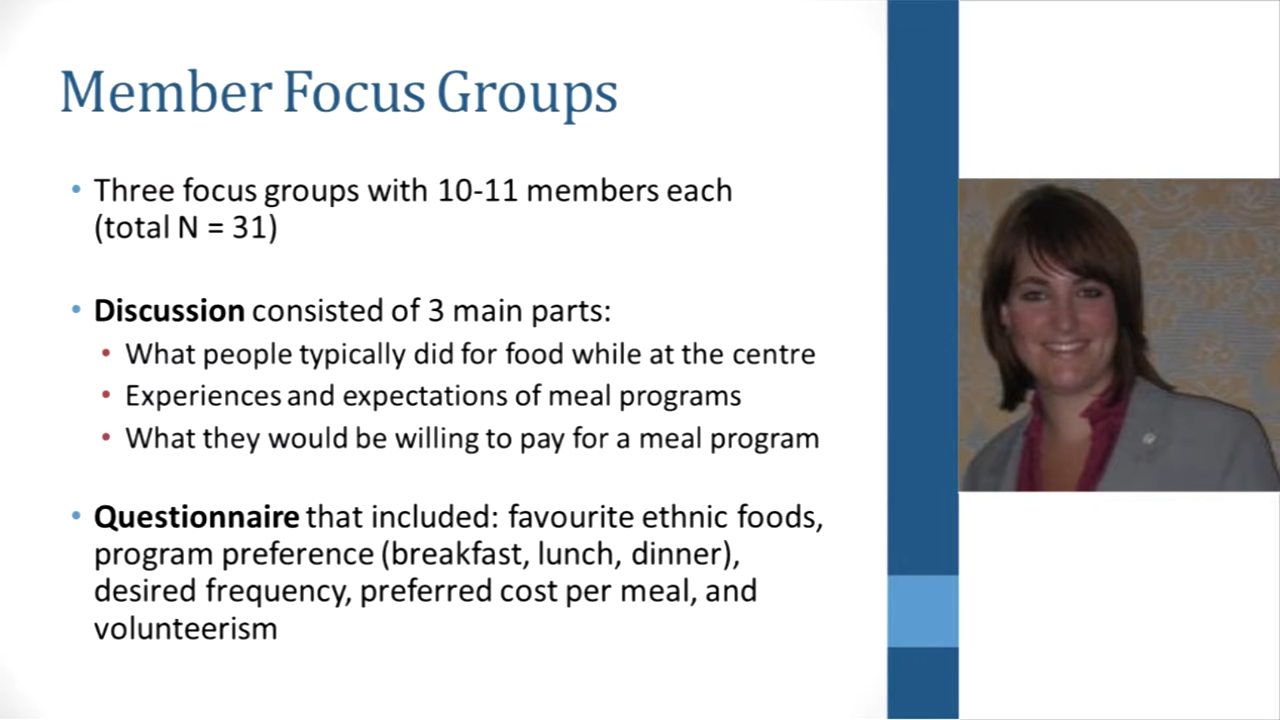 Member Focus Groups
• Three focus groups with 10-11 members each
(total N = 31)
• Discussion consisted of 3 main parts:
• What people typically did for food while at the centre
• Experiences and expectations of meal programs
• What they would be willing to pay for a meal program
• Questionnaire that included: favourite ethnic foods,
program preference (breakfast, lunch, dinner),
desired frequency, preferred cost per meal, and
volunteerism